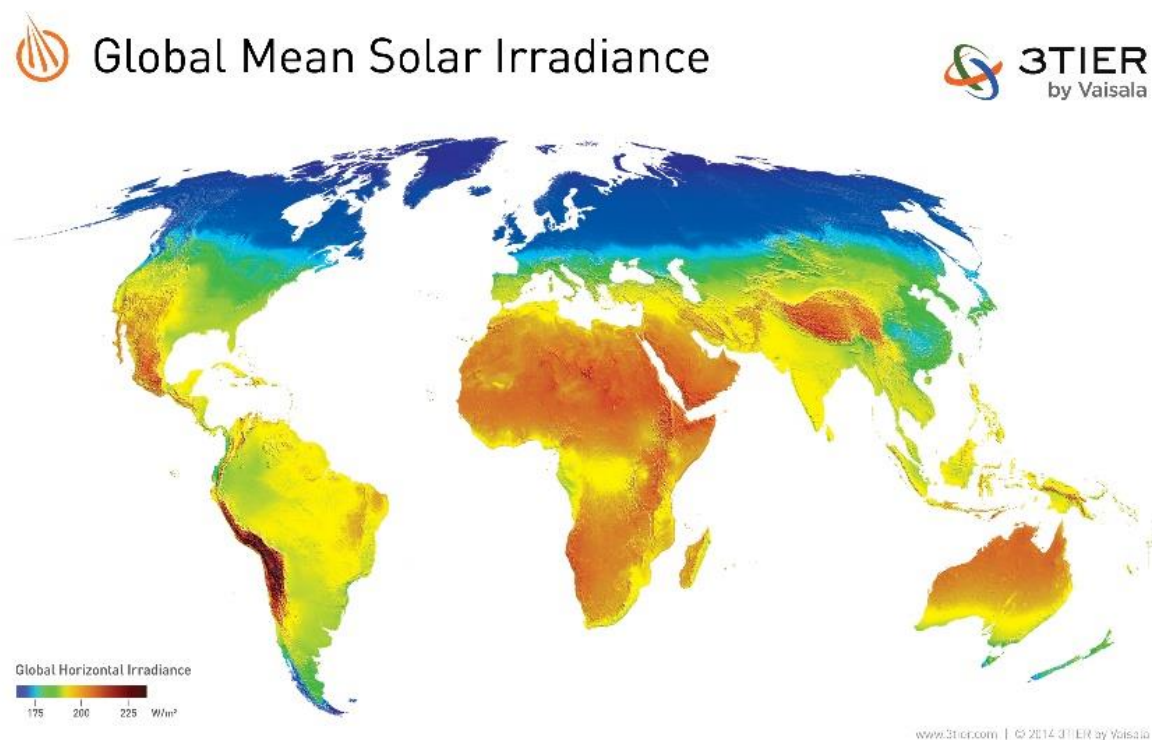 Global Mean Solar Irradiance
3TIER
by Vaisala
Global Horizontal Irradiance
175 200 225 W/m²
www.3tier.com | © 2014 3TIER by Vaisala